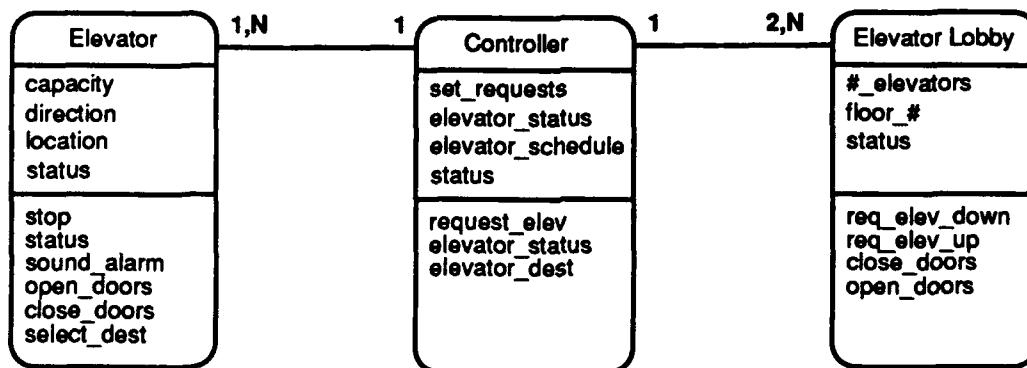 Elevator
capacity
direction
location
status
stop
status
sound_alarm
open_doors
close_doors
select_dest
1,N
1
Controller
set_requests
elevator_status
elevator_schedule
status
request_elev
elevator_status
elevator_dest
1
2,N
Elevator Lobby
#_elevators
floor_#
status
req_elev_down
req_elev_up
close_doors
open_doors